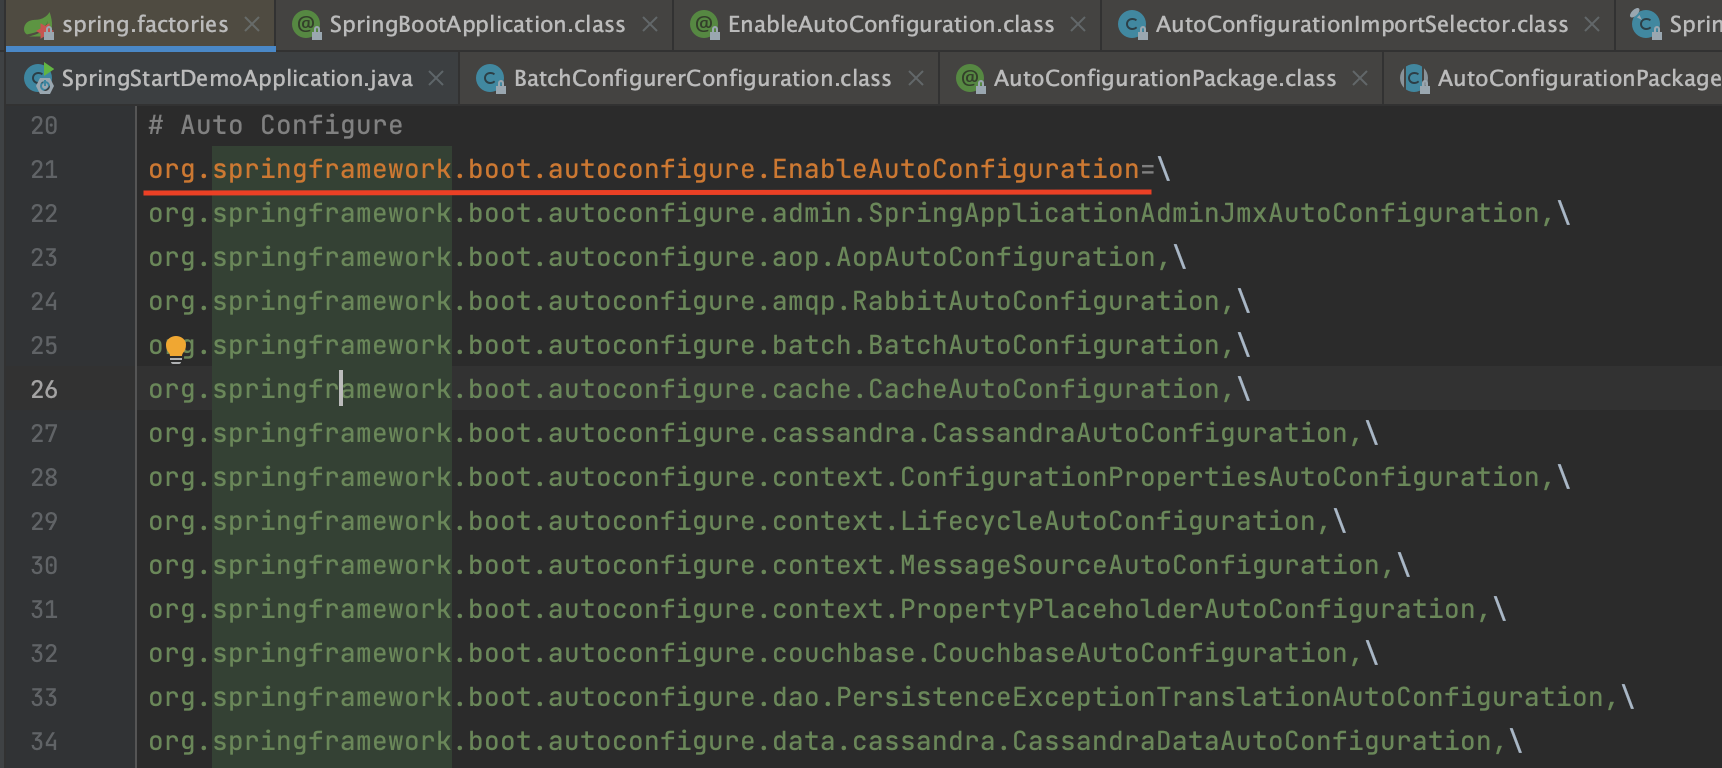 spring.factories SpringBootApplication.class EnableAutoConfiguration.class AutoConfigurationImportSelector.class Sprin
SpringStartDemoApplication.java BatchConfigurerConfiguration.class AutoConfigurationPackage.class AutoConfigurationPackage
20 # Auto Configure
21 org.springframework.boot.autoconfigure.EnableAutoConfiguration=\
22 org.springframework.boot.autoconfigure.admin.SpringApplicationAdminJmxAutoConfiguration,\
23 org.springframework.boot.autoconfigure.aop.AopAutoConfiguration,\
24 org.springframework.boot.autoconfigure.amqp.RabbitAutoConfiguration,\
25 org.springframework.boot.autoconfigure.batch.BatchAutoConfiguration,\
26 org.springframework.boot.autoconfigure.cache.CacheAutoConfiguration,\
27 org.springframework.boot.autoconfigure.cassandra.CassandraAutoConfiguration,\
28 org.springframework.boot.autoconfigure.context.ConfigurationPropertiesAutoConfiguration,\
29 org.springframework.boot.autoconfigure.context.LifecycleAutoConfiguration,\
30 org.springframework.boot.autoconfigure.context.MessageSourceAutoConfiguration,\
31 org.springframework.boot.autoconfigure.context.PropertyPlaceholderAutoConfiguration,\
32 org.springframework.boot.autoconfigure.couchbase.CouchbaseAutoConfiguration,\
33 org.springframework.boot.autoconfigure.dao.PersistenceExceptionTranslationAutoConfiguration,\
34 org.springframework.boot.autoconfigure.data.cassandra.CassandraDataAutoConfiguration,\